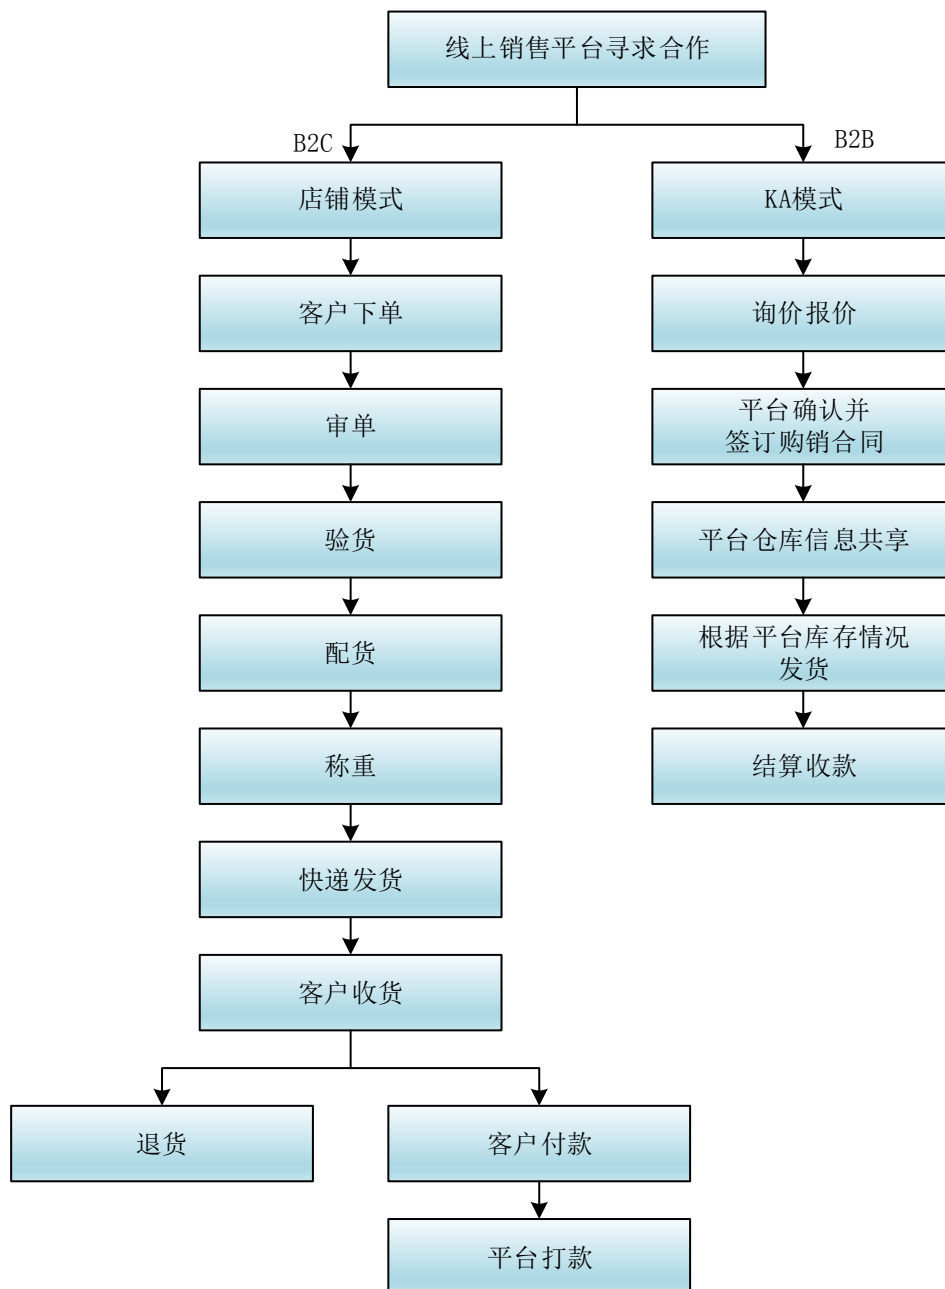 线上销售平台寻求合作
B2C
B2B
店铺模式
KA模式
客户下单
询价报价
审单
平台确认并
签订购销合同
验货
平台仓库信息共享
配货
根据平台库存情况
发货
称重
结算收款
快递发货
客户收货
退货
客户付款
平台打款